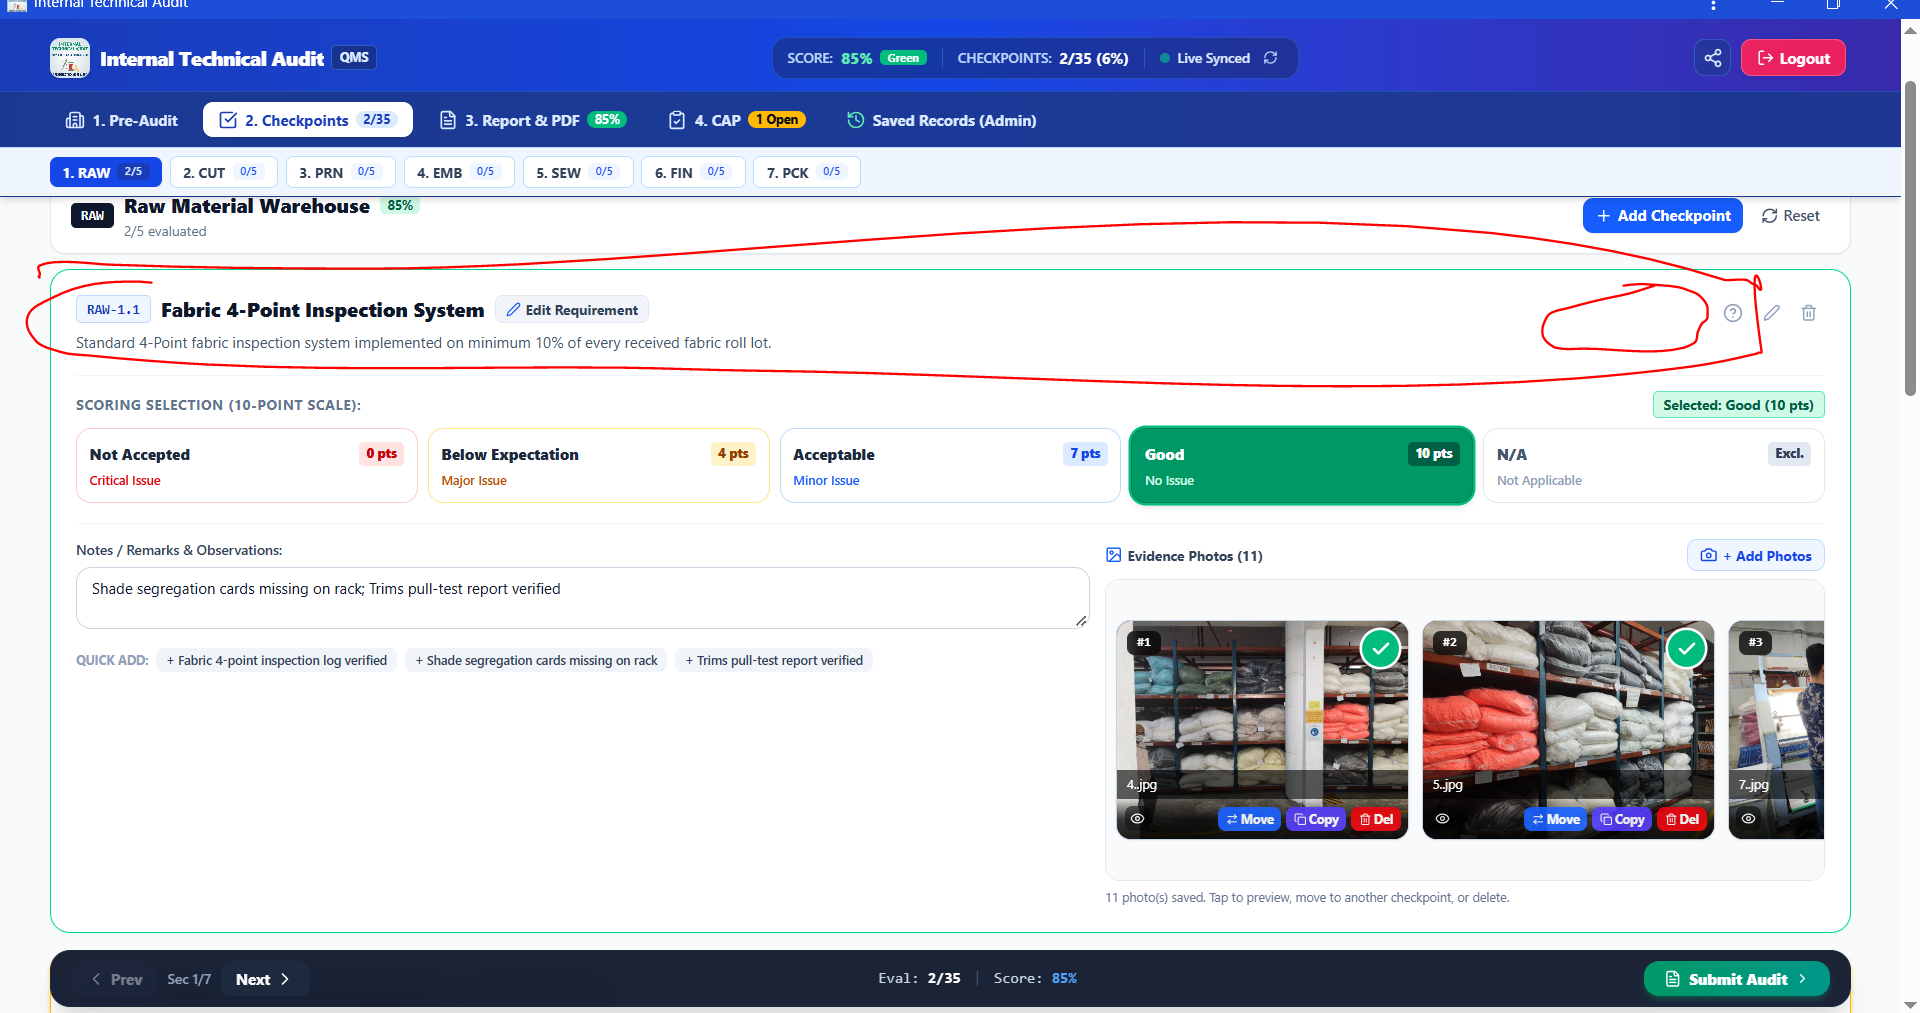 Internal Technical Audit
Internal Technical Audit QMS
SCORE: 85% Green CHECKPOINTS: 2/35 (6%) Live Synced
Logout
1. Pre-Audit 2. Checkpoints 2/35 3. Report & PDF 85% 4. CAP 1 Open Saved Records (Admin)
1. RAW 2/5 2. CUT 0/5 3. PRN 0/5 4. EMB 0/5 5. SEW 0/5 6. FIN 0/5 7. PCK 0/5
RAW Raw Material Warehouse 85%
2/5 evaluated
+ Add Checkpoint Reset
RAW-1.1 Fabric 4-Point Inspection System Edit Requirement
Standard 4-Point fabric inspection system implemented on minimum 10% of every received fabric roll lot.
SCORING SELECTION (10-POINT SCALE):
Selected: Good (10 pts)
Not Accepted 0 pts
Critical Issue
Below Expectation 4 pts
Major Issue
Acceptable 7 pts
Minor Issue
Good 10 pts
No Issue
N/A Excl.
Not Applicable
Notes / Remarks & Observations:
Shade segregation cards missing on rack; Trims pull-test report verified
QUICK ADD: + Fabric 4-point inspection log verified + Shade segregation cards missing on rack + Trims pull-test report verified
Evidence Photos (11)
+ Add Photos
#1
4..jpg
Move Copy Del
#2
5..jpg
Move Copy Del
#3
7..jpg
11 photo(s) saved. Tap to preview, move to another checkpoint, or delete.
Prev Sec 1/7 Next
Eval: 2/35 | Score: 85%
Submit Audit